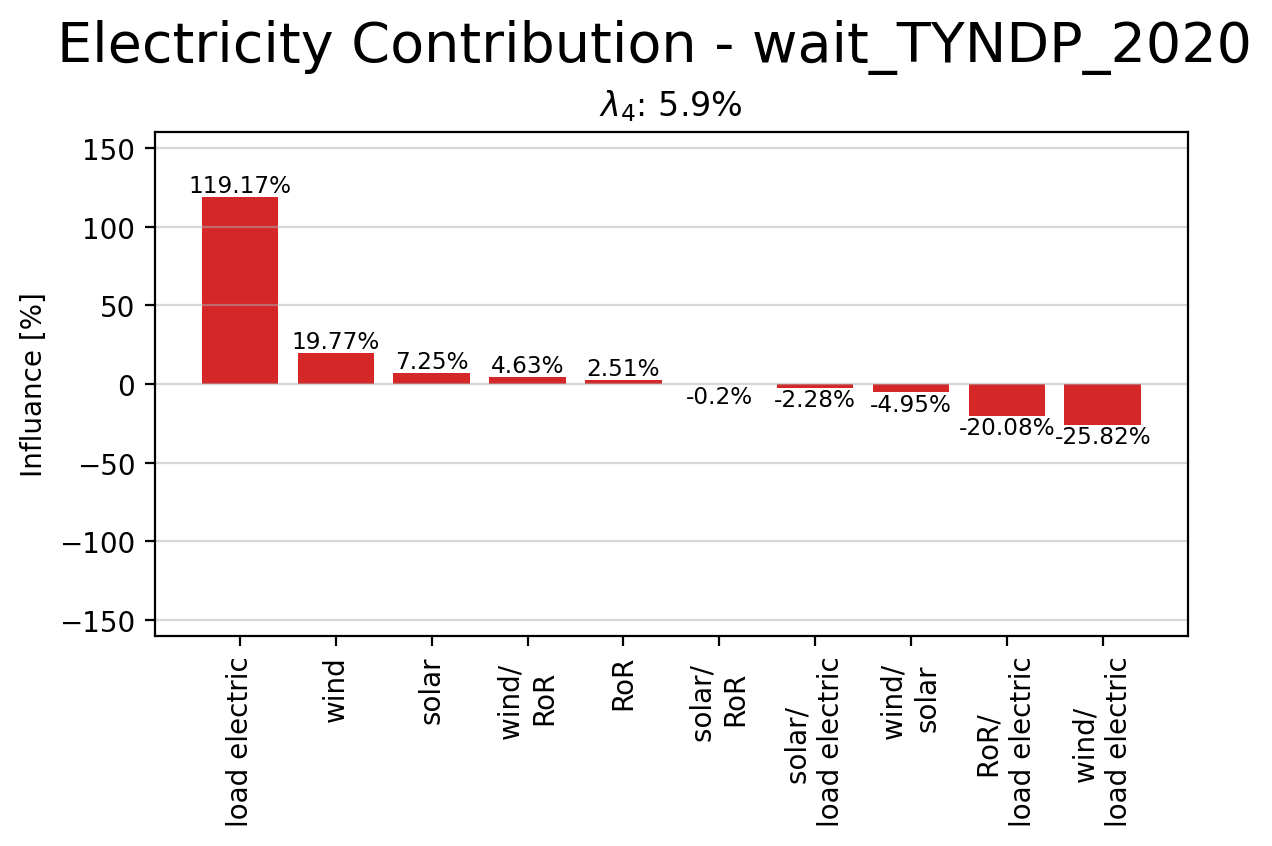 Electricity Contribution - wait_TYNDP_2020
λ4: 5.9%
Influance [%]
150
100
50
0
−50
−100
−150
119.17%
19.77%
7.25%
4.63%
2.51%
-0.2%
-2.28%
-4.95%
-20.08%
-25.82%
load electric
wind
solar
wind/
RoR
RoR
solar/
RoR
solar/
load electric
wind/
solar
RoR/
load electric
wind/
load electric